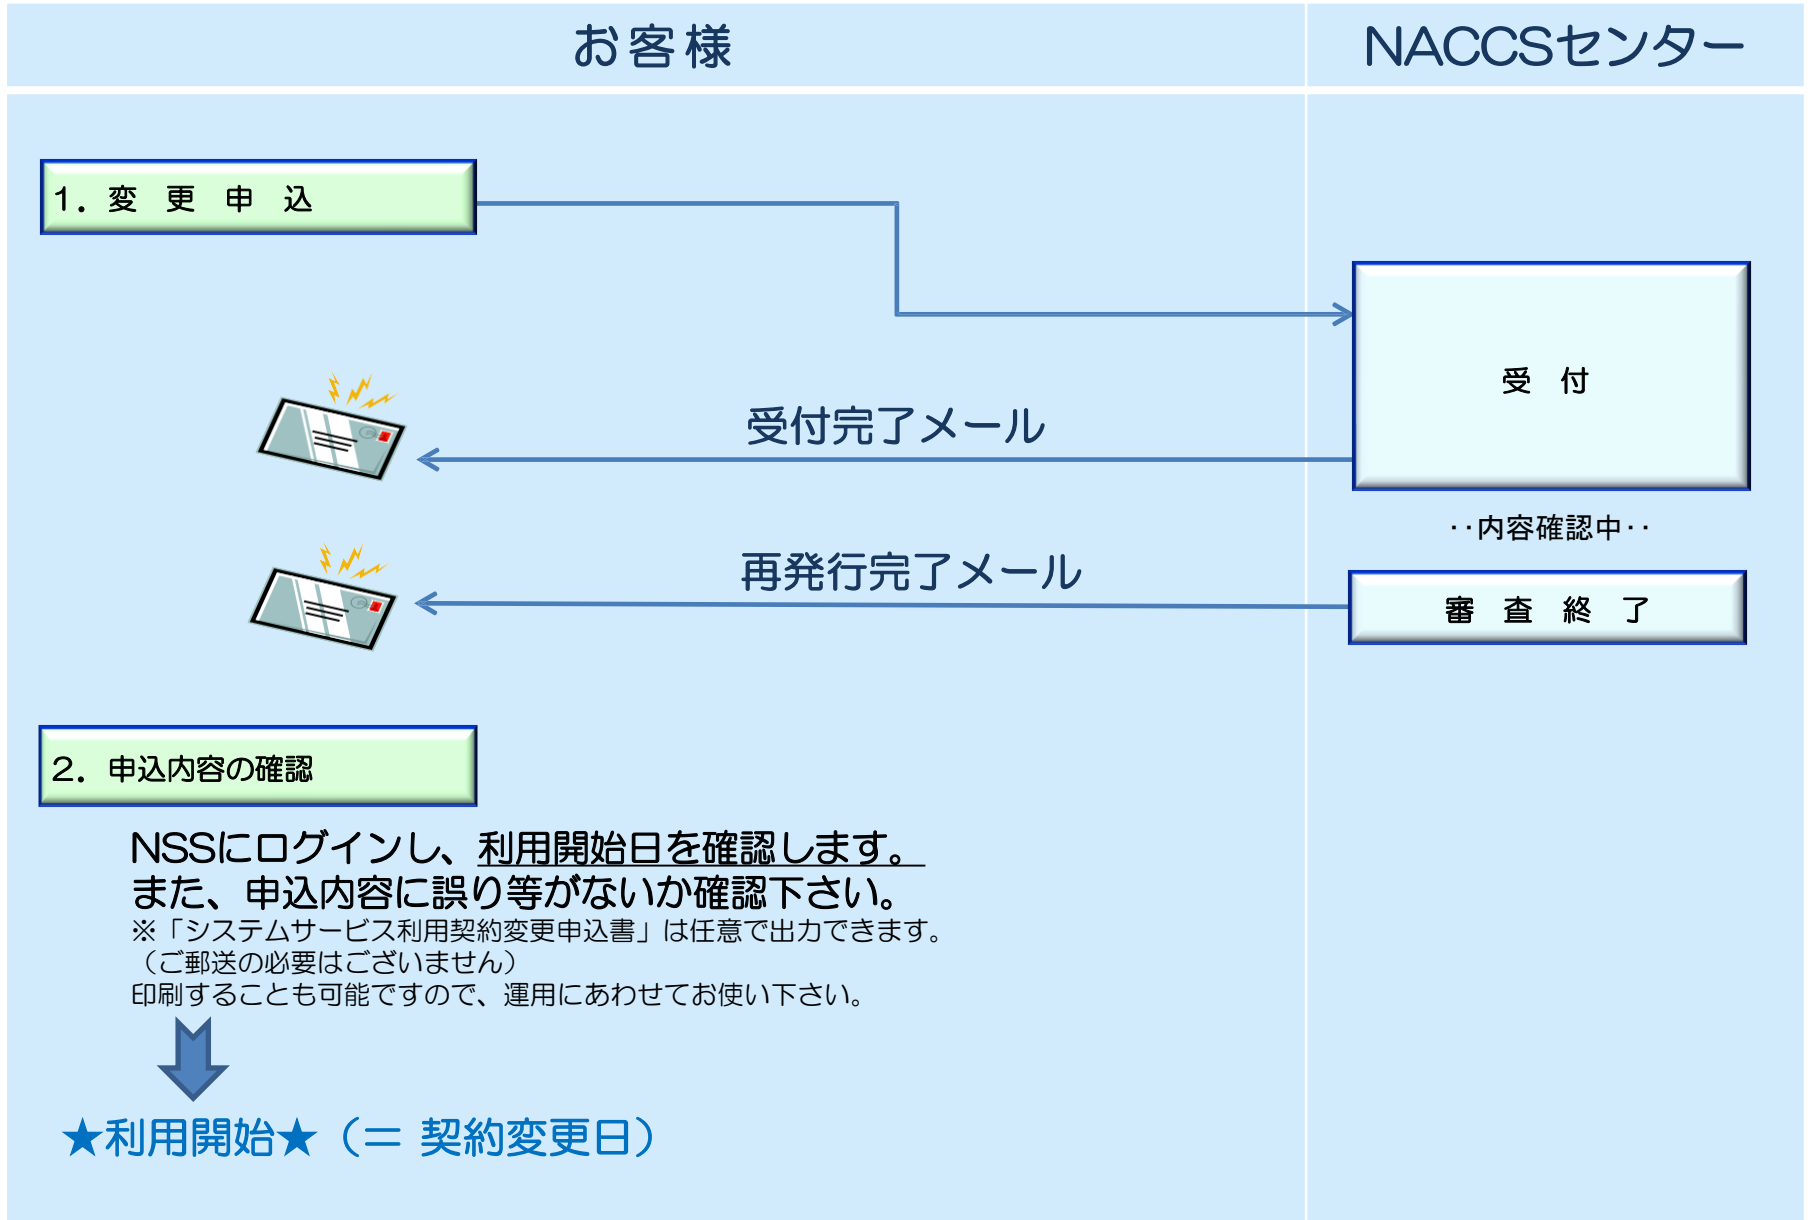 お客様
NACCSセンター
1．変　更　申　込
受　付
受付完了メール
‥内容確認中‥
再発行完了メール
審　査　終　了
2．申込内容の確認
NSSにログインし、利用開始日を確認します。
また、申込内容に誤り等がないか確認下さい。
※「システムサービス利用契約変更申込書」は任意で出力できます。
（ご郵送の必要はございません）
印刷することも可能ですので、運用にあわせてお使い下さい。
★利用開始★（＝ 契約変更日）